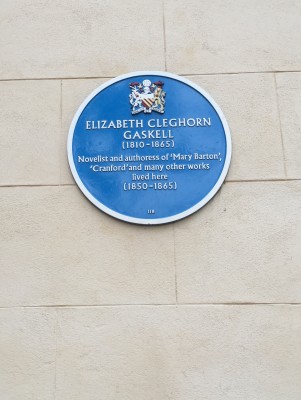 ELIZABETH CLEGHORN
GASKELL
(1810-1865)
Novelist and authoress of 'Mary Barton',
'Cranford' and many other works
lived here
(1850-1865)